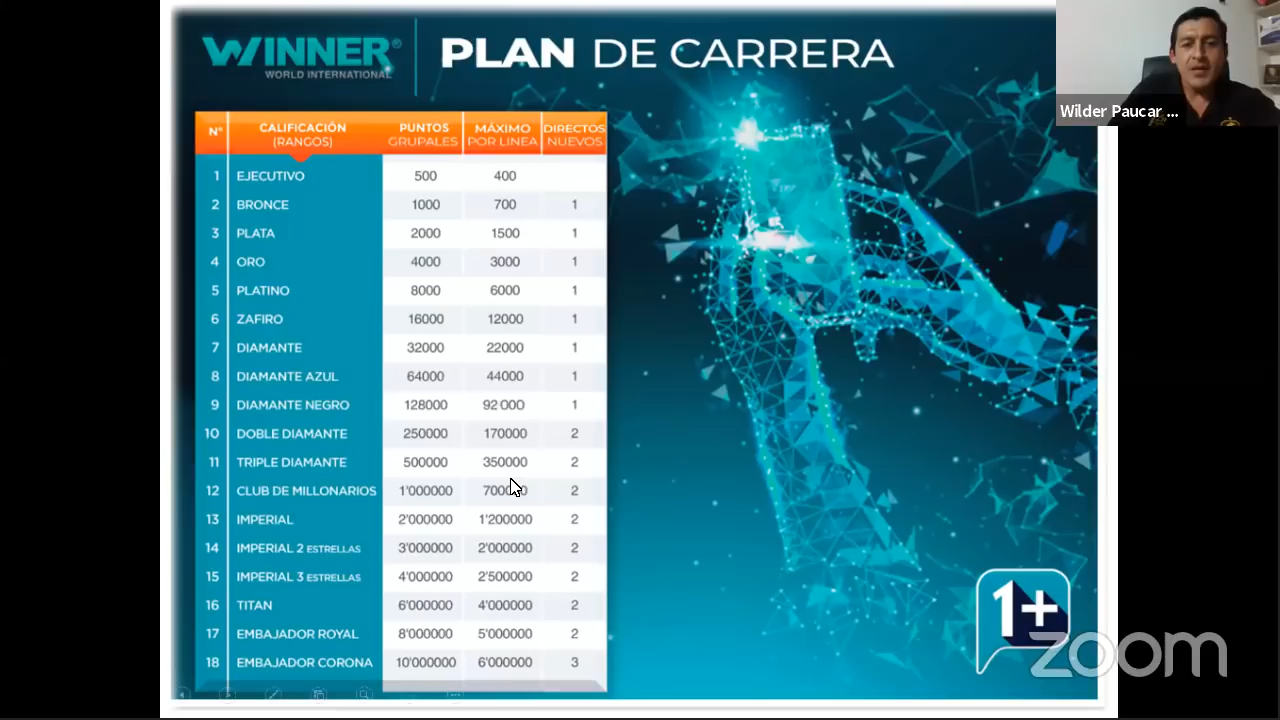 WINNER®
WORLD INTERNATIONAL
PLAN DE CARRERA
Wilder Paucar ...
N° CALIFICACIÓN (RANGOS) PUNTOS GRUPALES MÁXIMO POR LINEA DIRECTOS NUEVOS
1 EJECUTIVO 500 400
2 BRONCE 1000 700 1
3 PLATA 2000 1500 1
4 ORO 4000 3000 1
5 PLATINO 8000 6000 1
6 ZAFIRO 16000 12000 1
7 DIAMANTE 32000 22000 1
8 DIAMANTE AZUL 64000 44000 1
9 DIAMANTE NEGRO 128000 92000 1
10 DOBLE DIAMANTE 250000 170000 2
11 TRIPLE DIAMANTE 500000 350000 2
12 CLUB DE MILLONARIOS 1'000000 2
13 IMPERIAL 2'000000 1'200000 2
14 IMPERIAL 2 ESTRELLAS 3'000000 2'000000 2
15 IMPERIAL 3 ESTRELLAS 4'000000 2'500000 2
16 TITAN 6'000000 4'000000 2
17 EMBAJADOR ROYAL 8'000000 5'000000 2
18 EMBAJADOR CORONA 10'000000 6'000000 3
1+
zoom